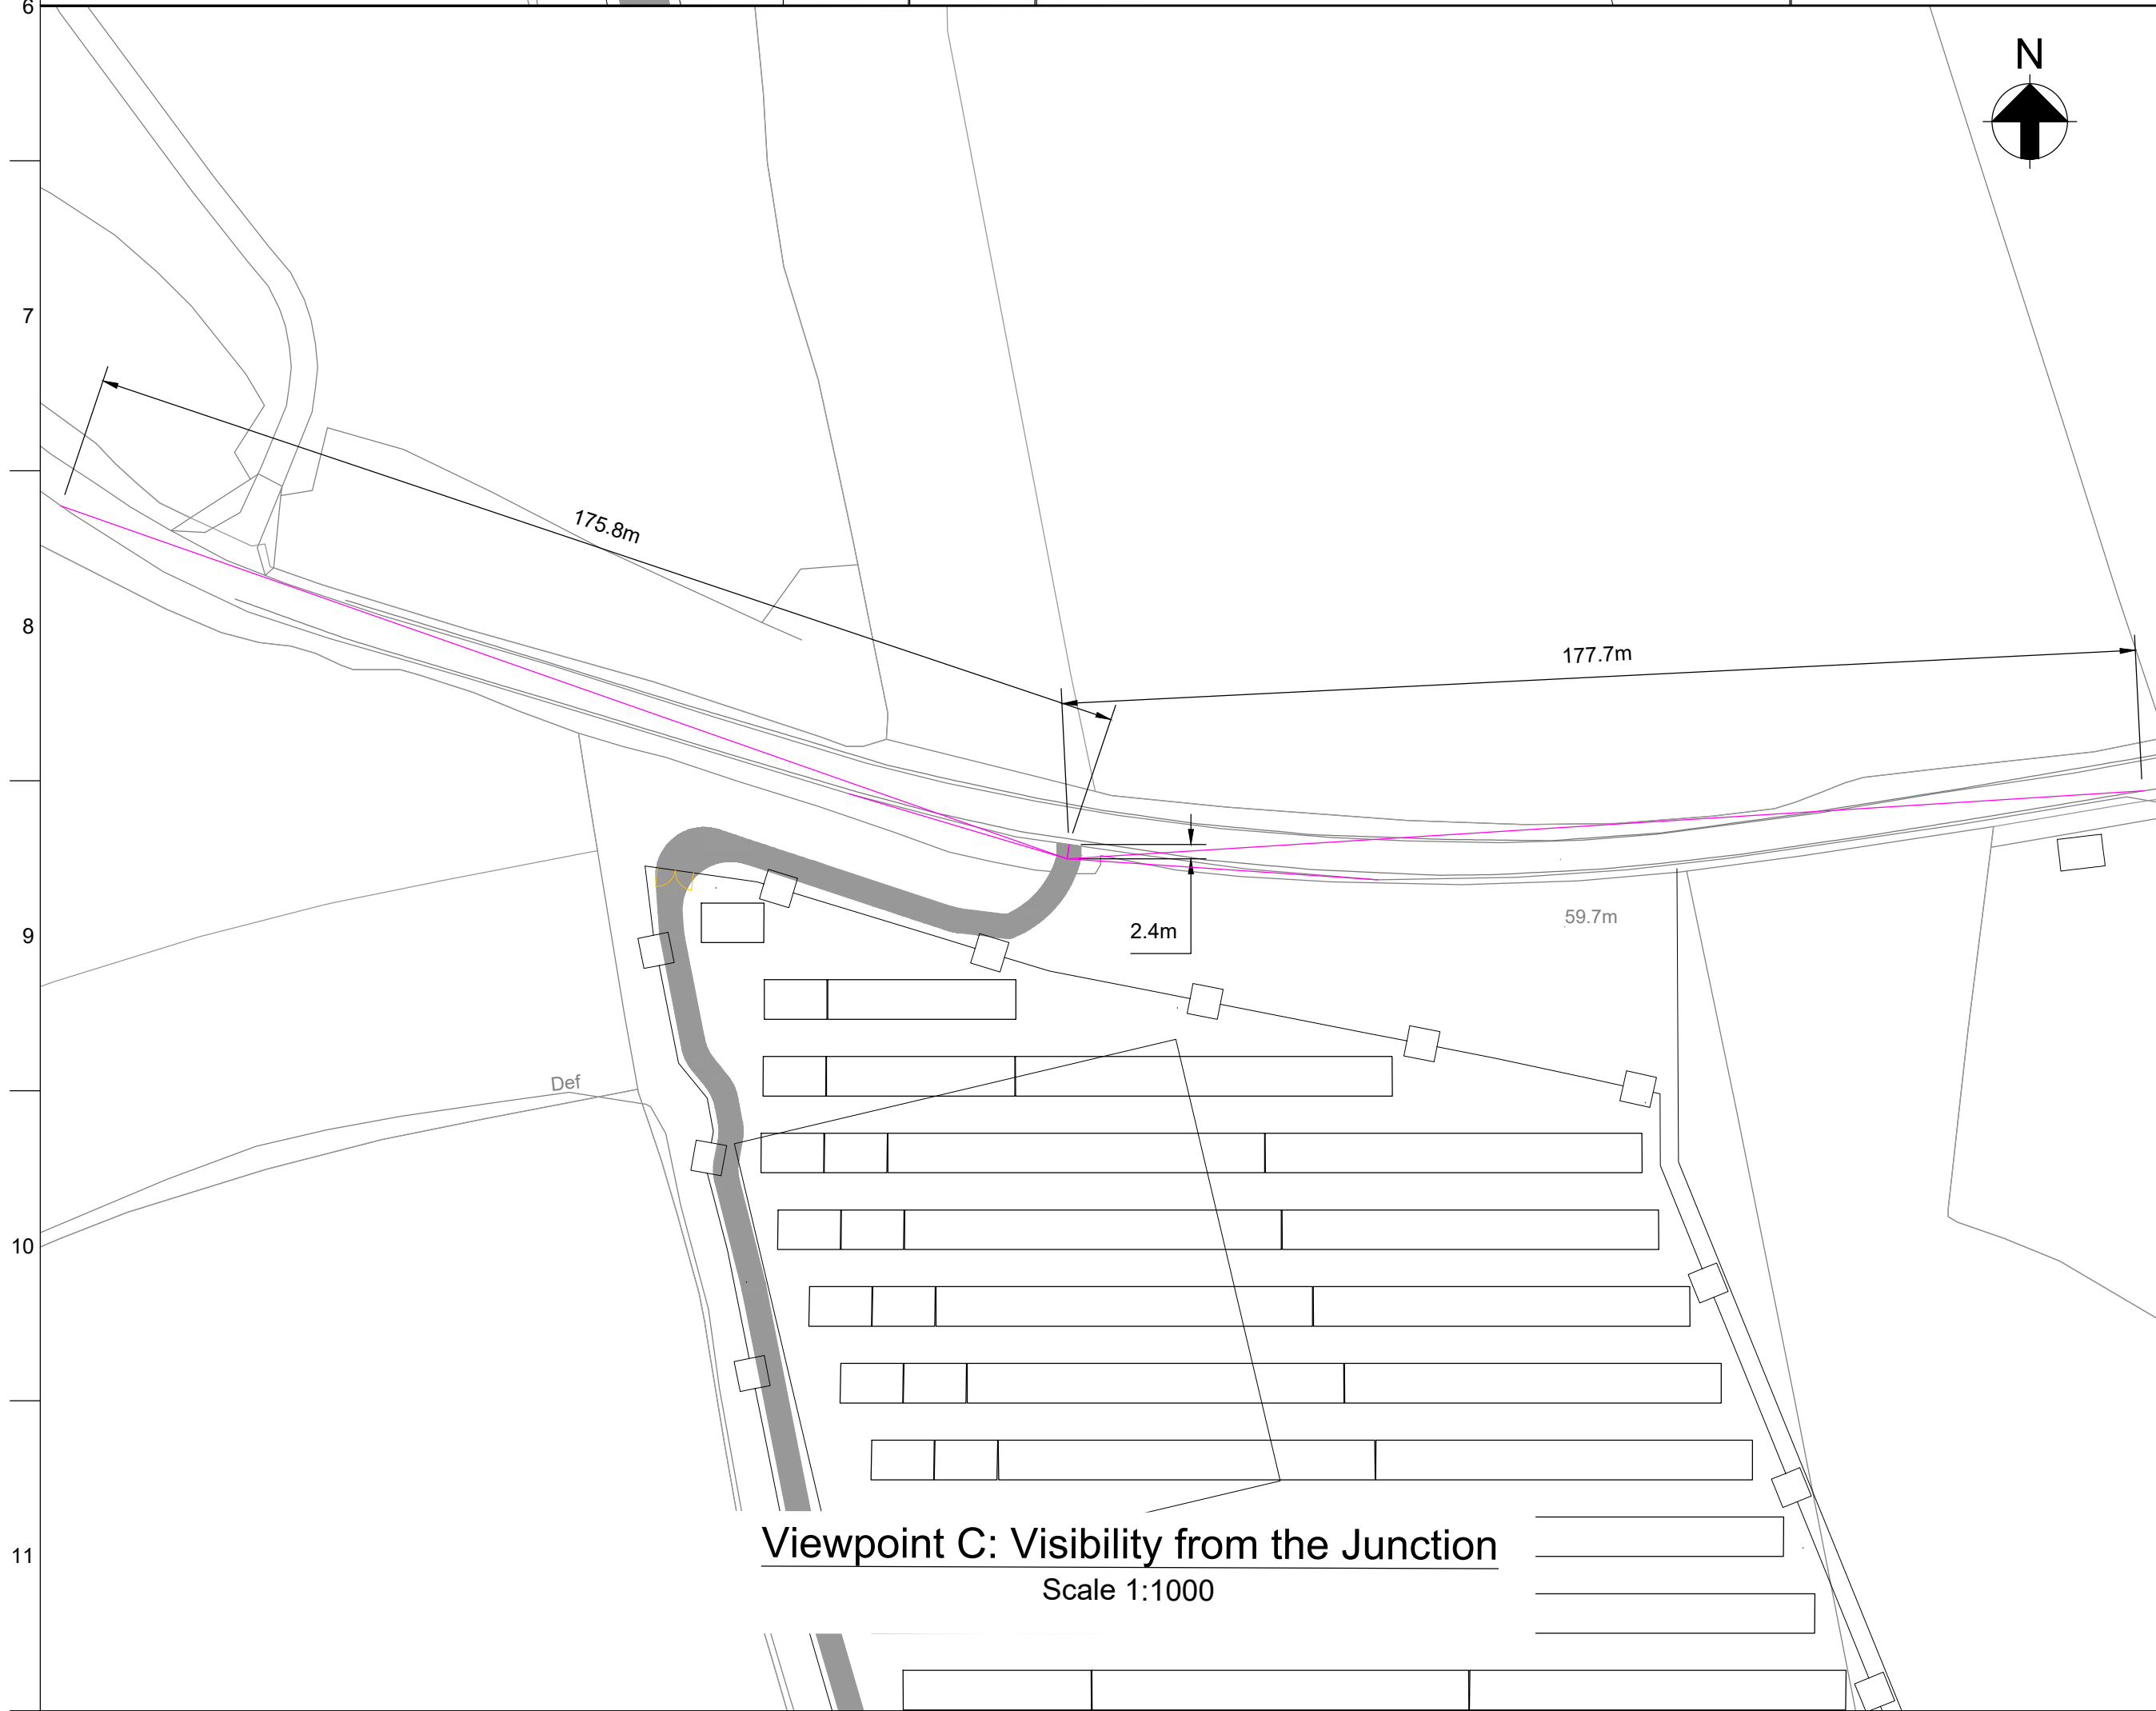 6
N
7
175.8m
8
177.7m
9
59.7m
2.4m
Def
10
11
Viewpoint C: Visibility from the Junction
Scale 1:1000